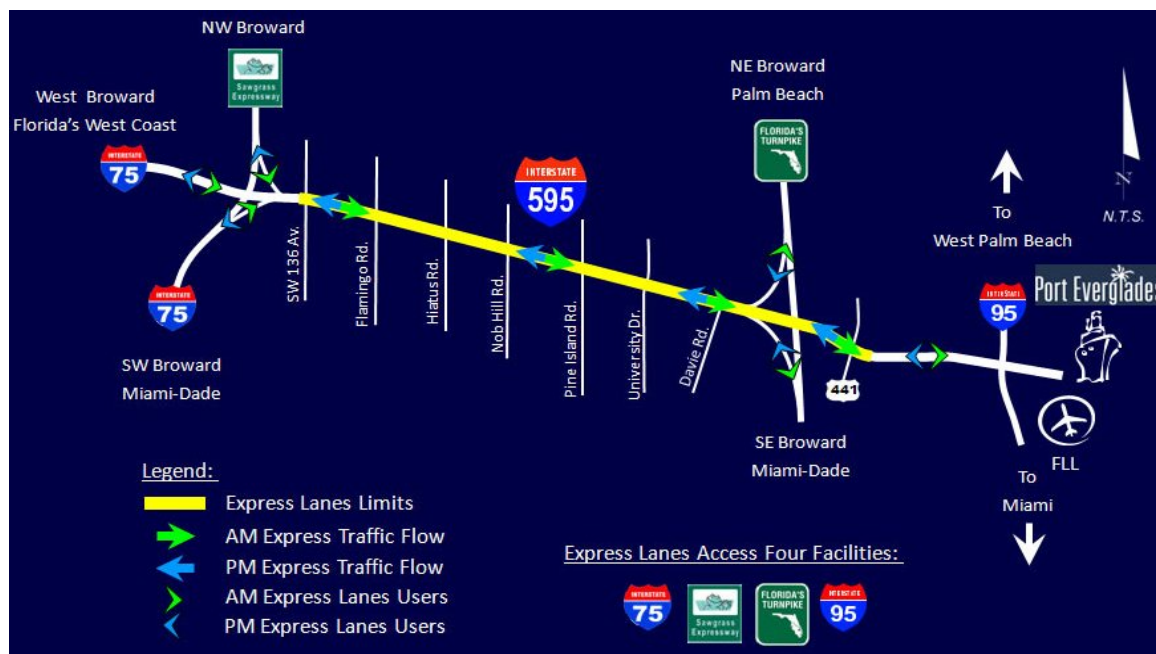 NW Broward
Sawgrass
Expressway
West Broward
Florida's West Coast
INTERSTATE
75
NE Broward
Palm Beach
FLORIDA'S
TURNPIKE
INTERSTATE
595
N
N.T.S.
To
West Palm Beach
INTERSTATE
95
Port Everglades
SW 136 Av.
Flamingo Rd.
Hiatus Rd.
Nob Hill Rd.
Pine Island Rd.
University Dr.
Davie Rd.
441
INTERSTATE
75
SW Broward
Miami-Dade
SE Broward
Miami-Dade
FLL
To
Miami
Legend:
Express Lanes Limits
AM Express Traffic Flow
PM Express Traffic Flow
AM Express Lanes Users
PM Express Lanes Users
Express Lanes Access Four Facilities:
INTERSTATE
75
Sawgrass
Expressway
FLORIDA'S
TURNPIKE
INTERSTATE
95